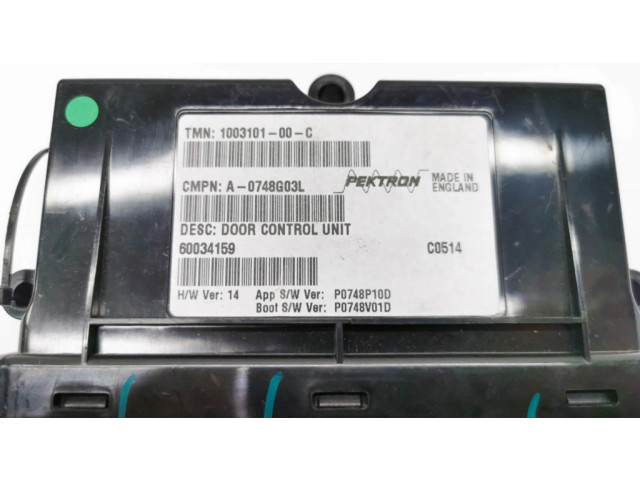 TMN: 1003101-00-C
CMPN: A-0748G03L
PEKTRON
MADE IN
ENGLAND
DESC: DOOR CONTROL UNIT
60034159
C0514
H/W Ver: 14 App S/W Ver: P0748P10D
Boot S/W Ver: P0748V01D